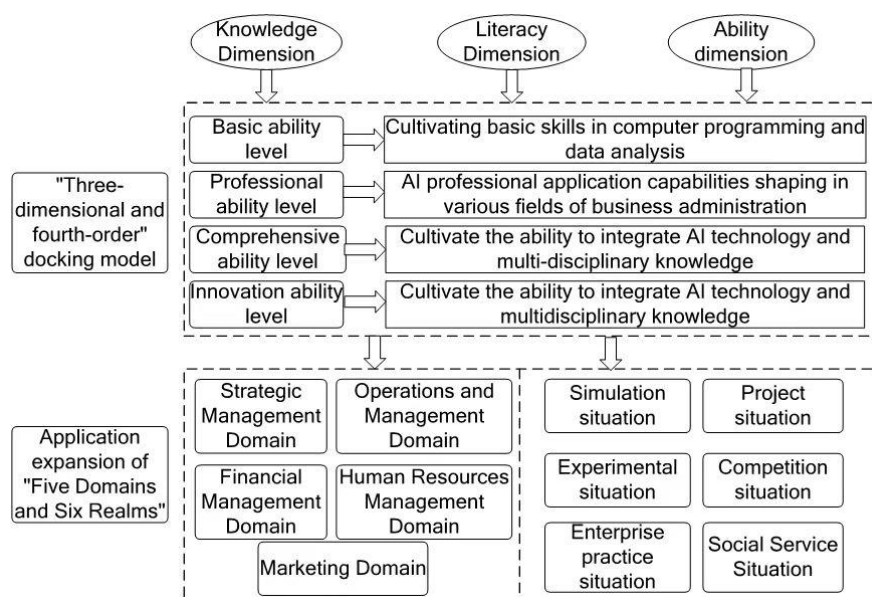 Knowledge
Dimension
Literacy
Dimension
Ability
dimension
"Three-
dimensional and
fourth-order"
docking model
Basic ability
level
Cultivating basic skills in computer programming and
data analysis
Professional
ability level
AI professional application capabilities shaping in
various fields of business administration
Comprehensive
ability level
Cultivate the ability to integrate AI technology and
multi-disciplinary knowledge
Innovation ability
level
Cultivate the ability to integrate AI technology and
multidisciplinary knowledge
Application
expansion of
"Five Domains
and Six Realms"
Strategic
Management
Domain
Operations and
Management
Domain
Financial
Management
Domain
Human Resources
Management
Domain
Marketing Domain
Simulation
situation
Project
situation
Experimental
situation
Competition
situation
Enterprise
practice
situation
Social Service
Situation